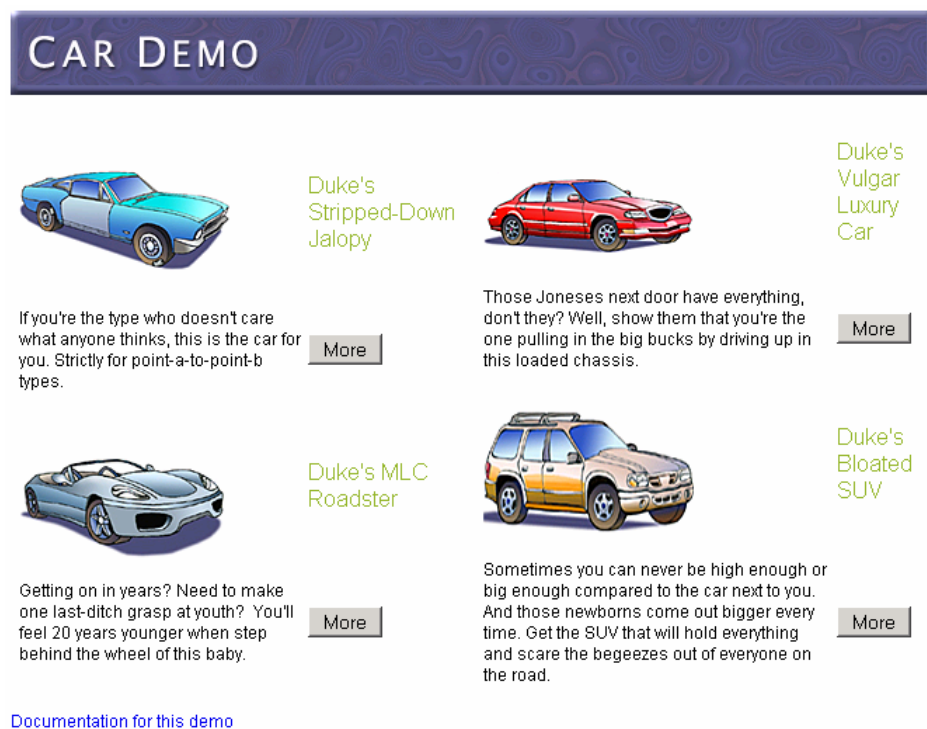 CAR DEMO
Duke's
Stripped-Down
Jalopy
If you're the type who doesn't care
what anyone thinks, this is the car for
you. Strictly for point-a-to-point-b
types.
More
Duke's
Vulgar
Luxury
Car
Those Joneses next door have everything,
don't they? Well, show them that you're the
one pulling in the big bucks by driving up in
this loaded chassis.
More
Duke's MLC
Roadster
Getting on in years? Need to make
one last-ditch grasp at youth?  You'll
feel 20 years younger when step
behind the wheel of this baby.
More
Duke's
Bloated
SUV
Sometimes you can never be high enough or
big enough compared to the car next to you.
And those newborns come out bigger every
time. Get the SUV that will hold everything
and scare the begeezes out of everyone on
the road.
More
Documentation for this demo